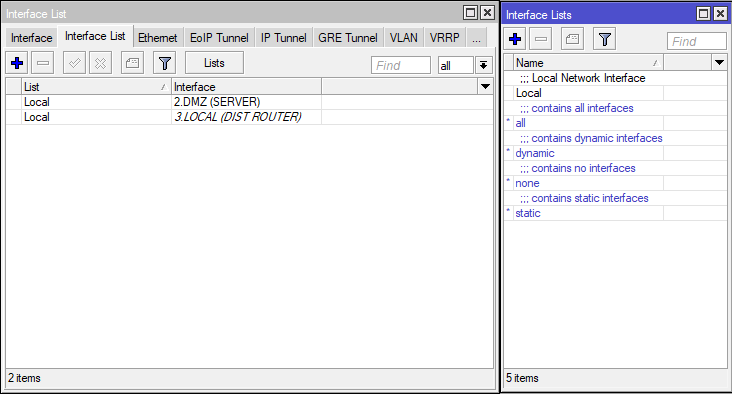 Interface List
Interface Interface List Ethernet EoIP Tunnel IP Tunnel GRE Tunnel VLAN VRRP ...
Lists Find all
List Interface
Local 2.DMZ (SERVER)
Local 3.LOCAL (DIST ROUTER)
2 items
Interface Lists
Find
Name
;;; Local Network Interface
Local
;;; contains all interfaces
* all
;;; contains dynamic interfaces
* dynamic
;;; contains no interfaces
* none
;;; contains static interfaces
* static
5 items